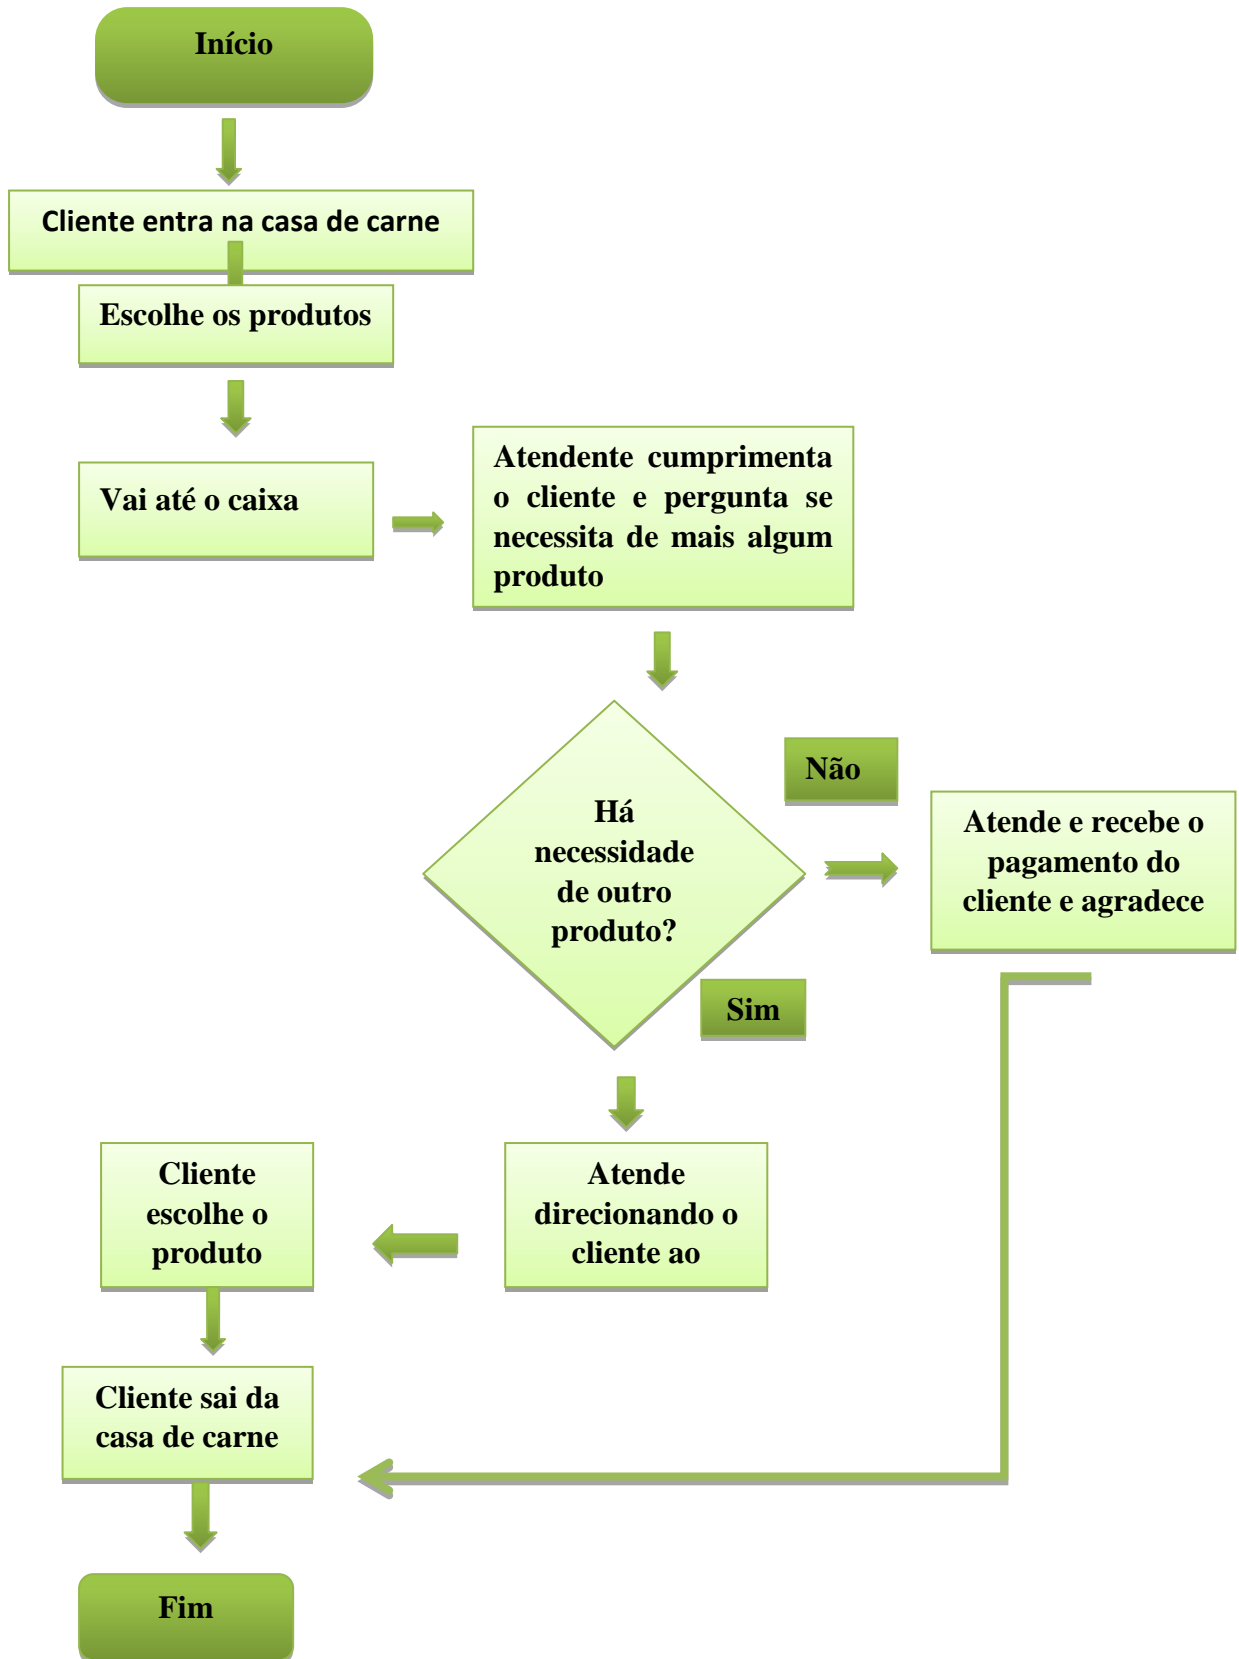 Início
Cliente entra na casa de carne
Escolhe os produtos
Vai até o caixa
Atendente cumprimenta
o cliente e pergunta se
necessita de mais algum
produto
Há
necessidade
de outro
produto?
Não
Atende e recebe o
pagamento do
cliente e agradece
Sim
Atende
direcionando o
cliente ao
Cliente
escolhe o
produto
Cliente sai da
casa de carne
Fim